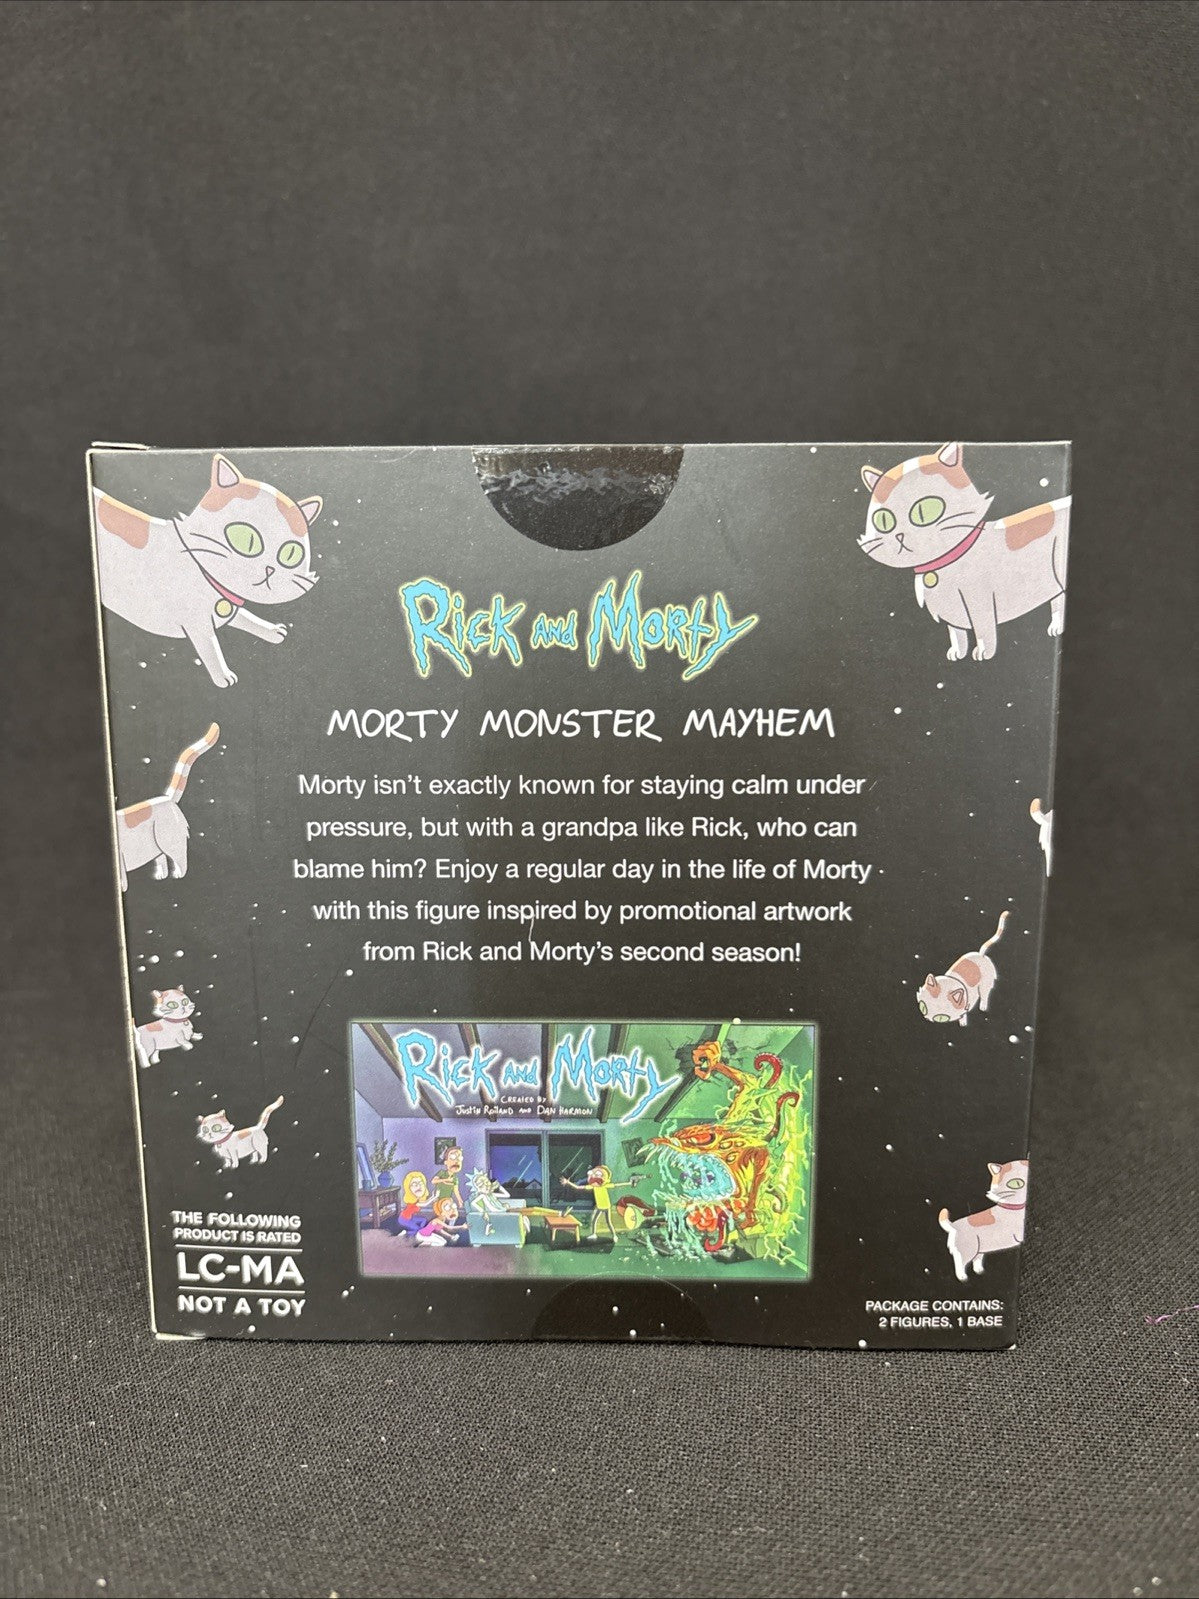 Rick and Morty
MORTY MONSTER MAYHEM
Morty isn't exactly known for staying calm under
pressure, but with a grandpa like Rick, who can
blame him? Enjoy a regular day in the life of Morty
with this figure inspired by promotional artwork
from Rick and Morty's second season!
Rick and Morty
CREATED BY
JUSTIN ROILAND AND DAN HARMON
THE FOLLOWING
PRODUCT IS RATED
LC-MA
NOT A TOY
PACKAGE CONTAINS:
2 FIGURES, 1 BASE